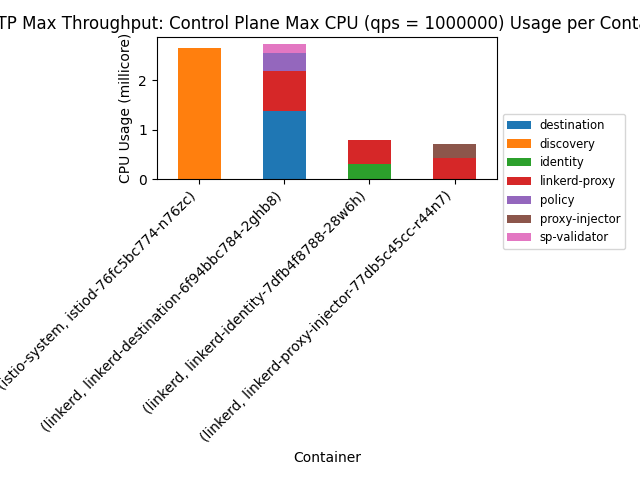 TP Max Throughput: Control Plane Max CPU (qps = 1000000) Usage per Conta
CPU Usage (millicore)
2
1
0
destination
discovery
identity
linkerd-proxy
policy
proxy-injector
sp-validator
(istio-system, istiod-76fc5bc774-n76zc)
(linkerd, linkerd-destination-6f94bbc784-2ghb8)
(linkerd, linkerd-identity-7dfb4f8788-28w6h)
(linkerd, linkerd-proxy-injector-77db5c45cc-r44n7)
Container